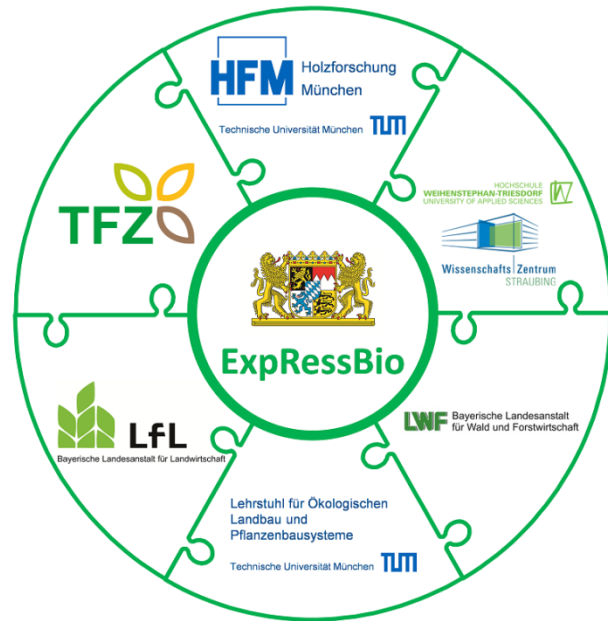 HFM Holzforschung
München
Technische Universität München TUM
HOCHSCHULE
WEIHENSTEPHAN-TRIESDORF
UNIVERSITY OF APPLIED SCIENCES
Wissenschafts Zentrum
STRAUBING
TFZ
ExpRessBio
LfL
Bayerische Landesanstalt für Landwirtschaft
LWF Bayerische Landesanstalt
für Wald und Forstwirtschaft
Lehrstuhl für Ökologischen
Landbau und
Pflanzenbausysteme
Technische Universität München TUM